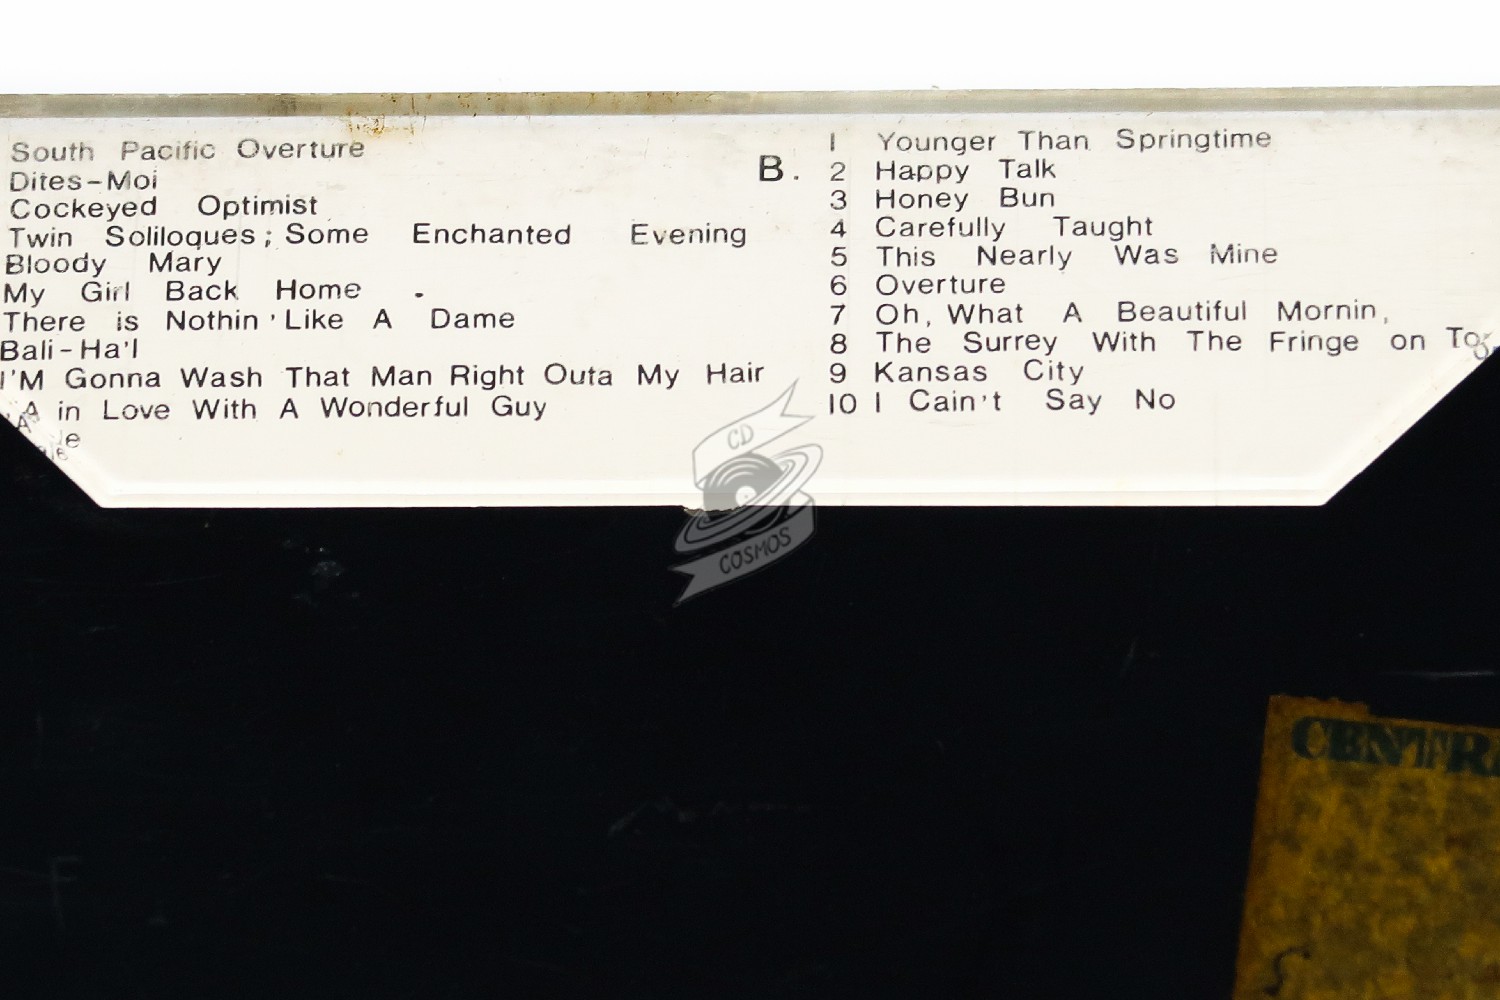 South Pacific Overture
Dites-Moi
Cockeyed Optimist
Twin Soliloques; Some Enchanted Evening
Bloody Mary
My Girl Back Home
There is Nothin' Like A Dame
Bali-Ha'l
I'M Gonna Wash That Man Right Outa My Hair
in Love With A Wonderful Guy
B.
1 Younger Than Springtime
2 Happy Talk
3 Honey Bun
4 Carefully Taught
5 This Nearly Was Mine
6 Overture
7 Oh, What A Beautiful Mornin,
8 The Surrey With The Fringe on
9 Kansas City
10 I Cain't Say No
CD
COSMOS